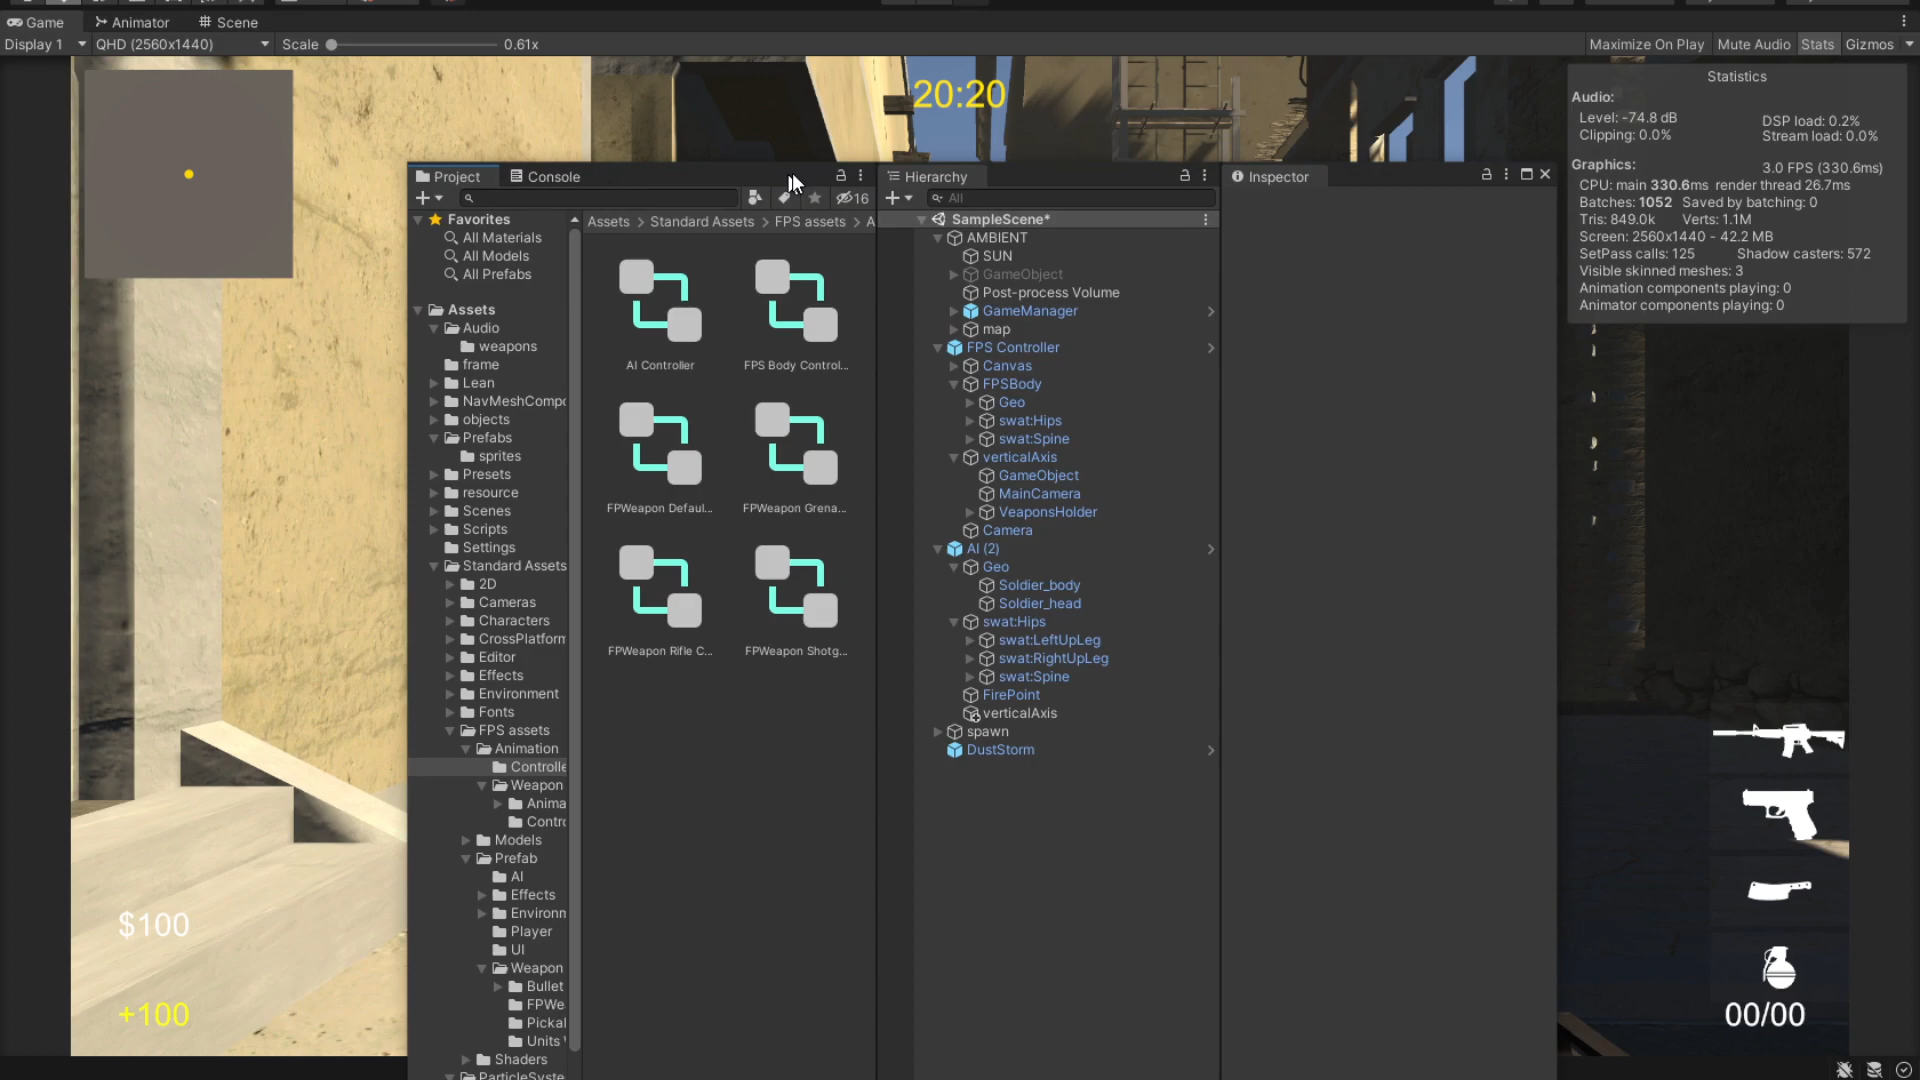 Game
Animator
Scene
Display 1
QHD (2560x1440)
Scale
0.61x
Maximize On Play
Mute Audio
Stats
Gizmos
20:20
Statistics
Audio:
Level: -74.8 dB
DSP load: 0.2%
Clipping: 0.0%
Stream load: 0.0%
Graphics:
3.0 FPS (330.6ms)
CPU: main 330.6ms render thread 26.7ms
Batches: 1052 Saved by batching: 0
Tris: 849.0k Verts: 1.1M
Screen: 2560x1440 - 42.2 MB
SetPass calls: 125 Shadow casters: 572
Visible skinned meshes: 3
Animation components playing: 0
Animator components playing: 0
Project
Console
16
Favorites
All Materials
All Models
All Prefabs
Assets
Audio
weapons
frame
Lean
NavMeshCompo
objects
Prefabs
sprites
Presets
resource
Scenes
Scripts
Settings
Standard Assets
2D
Cameras
Characters
CrossPlatform
Editor
Effects
Environment
Fonts
FPS assets
Animation
Controlle
Weapon
Anima
Contro
Models
Prefab
AI
Effects
Environm
Player
UI
Weapon
Bullet
FPWe
Pickal
Units
Shaders
ParticleSyste
Assets > Standard Assets > FPS assets > A
AI Controller
FPS Body Control...
FPWeapon Defaul...
FPWeapon Grena...
FPWeapon Rifle C...
FPWeapon Shotg...
Hierarchy
All
SampleScene*
AMBIENT
SUN
GameObject
Post-process Volume
GameManager
map
FPS Controller
Canvas
FPSBody
Geo
swat:Hips
swat:Spine
verticalAxis
GameObject
MainCamera
VeaponsHolder
Camera
AI (2)
Geo
Soldier_body
Soldier_head
swat:Hips
swat:LeftUpLeg
swat:RightUpLeg
swat:Spine
FirePoint
verticalAxis
spawn
DustStorm
Inspector
$100
+100
00/00